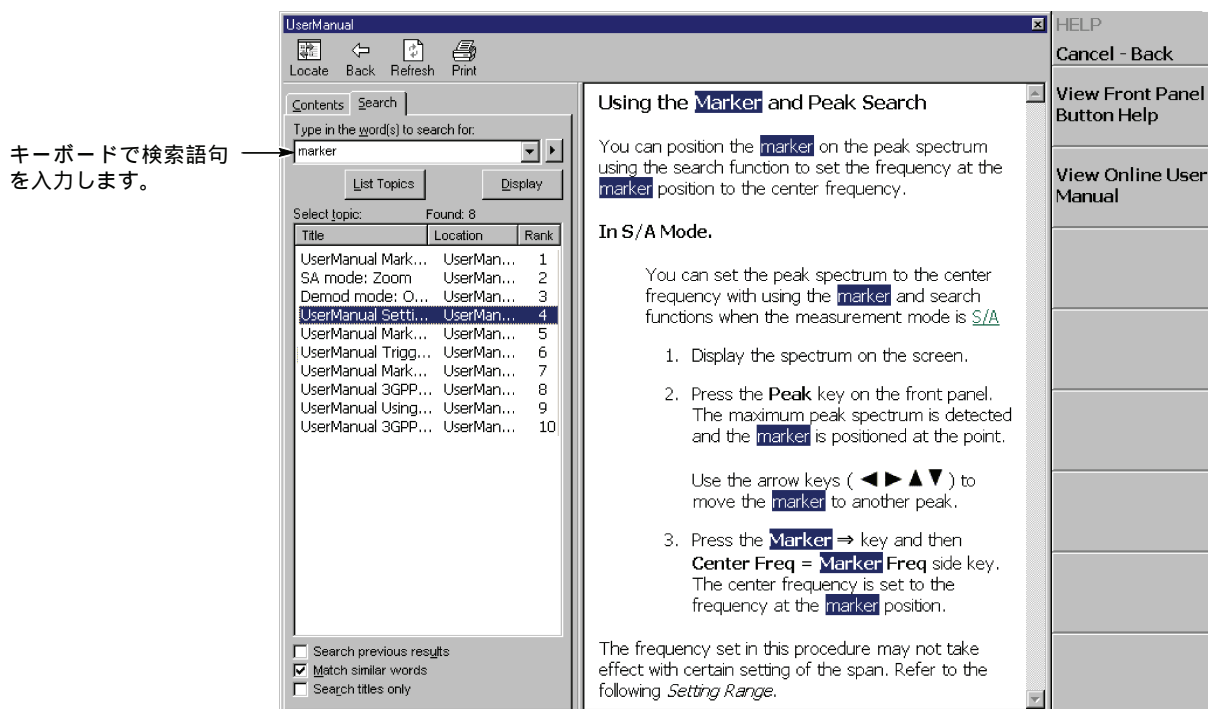 キーボードで検索語句
を入力します。
UserManual
Locate Back Refresh Print
Contents Search
Type in the word(s) to search for:
marker
List Topics Display
Select topic: Found: 8
Title Location Rank
UserManual Mark... UserMan... 1
SA mode: Zoom UserMan... 2
Demod mode: O... UserMan... 3
UserManual Setti... UserMan... 4
UserManual Mark... UserMan... 5
UserManual Trigg... UserMan... 6
UserManual Mark... UserMan... 7
UserManual 3GPP... UserMan... 8
UserManual Using... UserMan... 9
UserManual 3GPP... UserMan... 10
Search previous results
Match similar words
Search titles only
Using the Marker and Peak Search
You can position the marker on the peak spectrum
using the search function to set the frequency at the
marker position to the center frequency.
In S/A Mode.
You can set the peak spectrum to the center
frequency with using the marker and search
functions when the measurement mode is S/A
1. Display the spectrum on the screen.
2. Press the Peak key on the front panel.
The maximum peak spectrum is detected
and the marker is positioned at the point.
Use the arrow keys ( ◀ ▶ ▲ ▼ ) to
move the marker to another peak.
3. Press the Marker ⇒ key and then
Center Freq = Marker Freq side key.
The center frequency is set to the
frequency at the marker position.
The frequency set in this procedure may not take
effect with certain setting of the span. Refer to the
following Setting Range.
HELP
Cancel - Back
View Front Panel
Button Help
View Online User
Manual